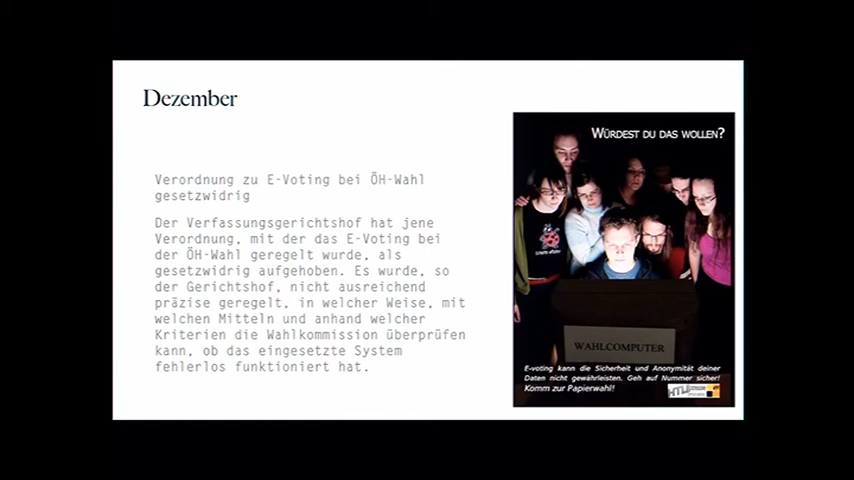 Dezember
Verordnung zu E-Voting bei ÖH-Wahl
gesetzwidrig
Der Verfassungsgerichtshof hat jene
Verordnung, mit der das E-Voting bei
der ÖH-Wahl geregelt wurde, als
gesetzwidrig aufgehoben. Es wurde, so
der Gerichtshof, nicht ausreichend
präzise geregelt, in welcher Weise, mit
welchen Mitteln und anhand welcher
Kriterien die Wahlkommission überprüfen
kann, ob das eingesetzte System
fehlerlos funktioniert hat.
WÜRDEST DU DAS WOLLEN?
WAHLCOMPUTER
E-voting kann die Sicherheit und Anonymität deiner
Daten nicht gewährleisten. Geh auf Nummer sicher!
Komm zur Papierwahl!
HTU